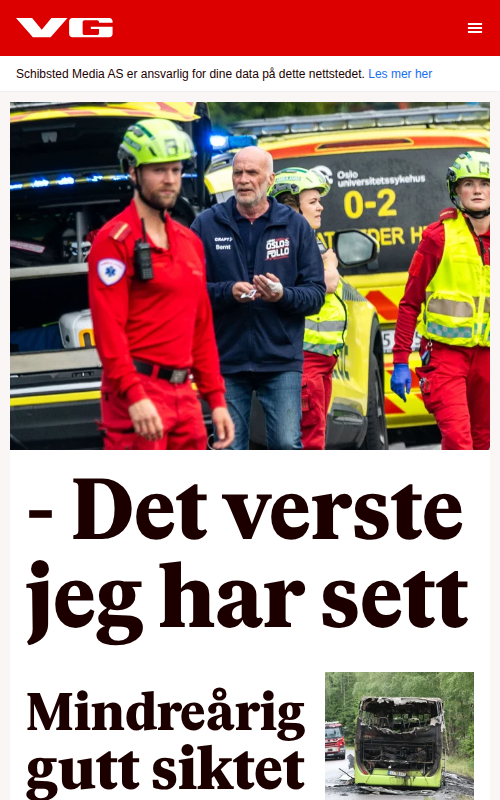 VG
Schibsted Media AS er ansvarlig for dine data på dette nettstedet. Les mer her
Oslo
universitetssykehus
0-2
CRAFT
Bernt
OSLO'S
FOLLO
- Det verste
jeg har sett
Mindreårig
gutt siktet